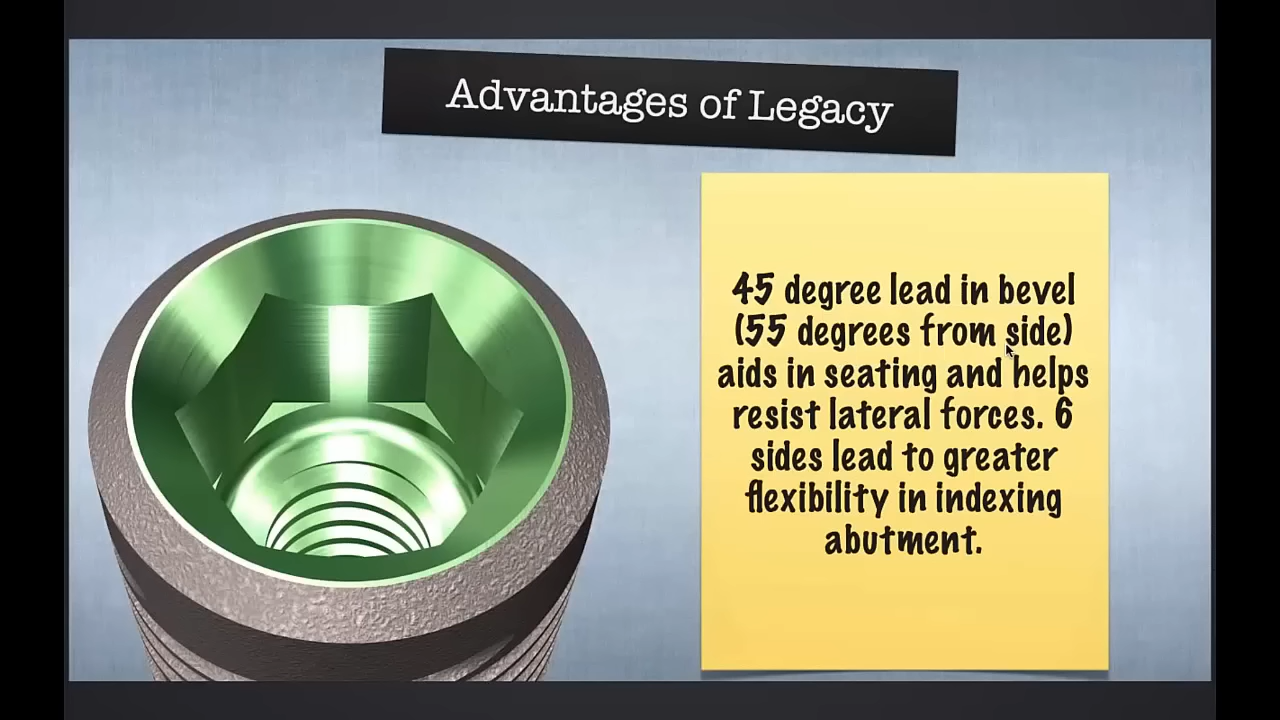 Advantages of Legacy
45 degree lead in bevel
(55 degrees from side)
aids in seating and helps
resist lateral forces. 6
sides lead to greater
flexibility in indexing
abutment.